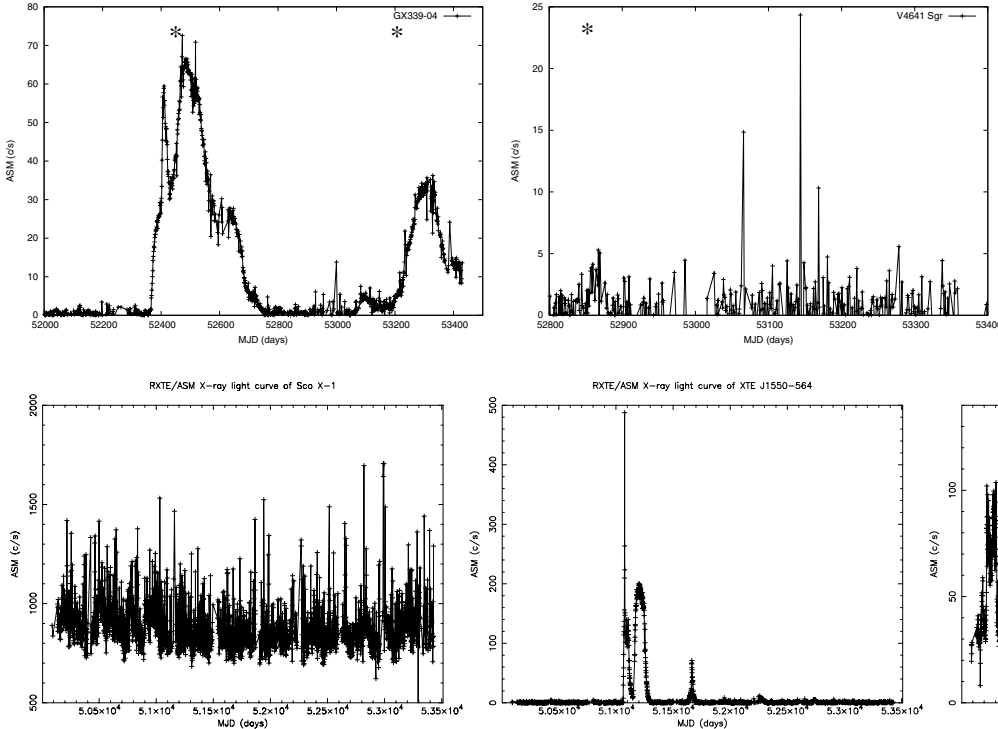 GX339-04
*
*
80
70
60
50
40
30
20
10
0
ASM (c/s)
52000 52200 52400 52600 52800 53000 53200 53400
MJD (days)
V4641 Sgr
*
25
20
15
10
5
0
ASM (c/s)
52800 52900 53000 53100 53200 53300 5340
MJD (days)
RXTE/ASM X-ray light curve of Sco X-1
2000
1500
1000
500
ASM (c/s)
5.05×10⁴ 5.1×10⁴ 5.15×10⁴ 5.2×10⁴ 5.25×10⁴ 5.3×10⁴ 5.35×10⁴
MJD (days)
RXTE/ASM X-ray light curve of XTE J1550-564
500
400
300
200
100
0
ASM (c/s)
5.05×10⁴ 5.1×10⁴ 5.15×10⁴ 5.2×10⁴ 5.25×10⁴ 5.3×10⁴ 5.35×10⁴
MJD (days)
100
50
0
ASM (c/s)